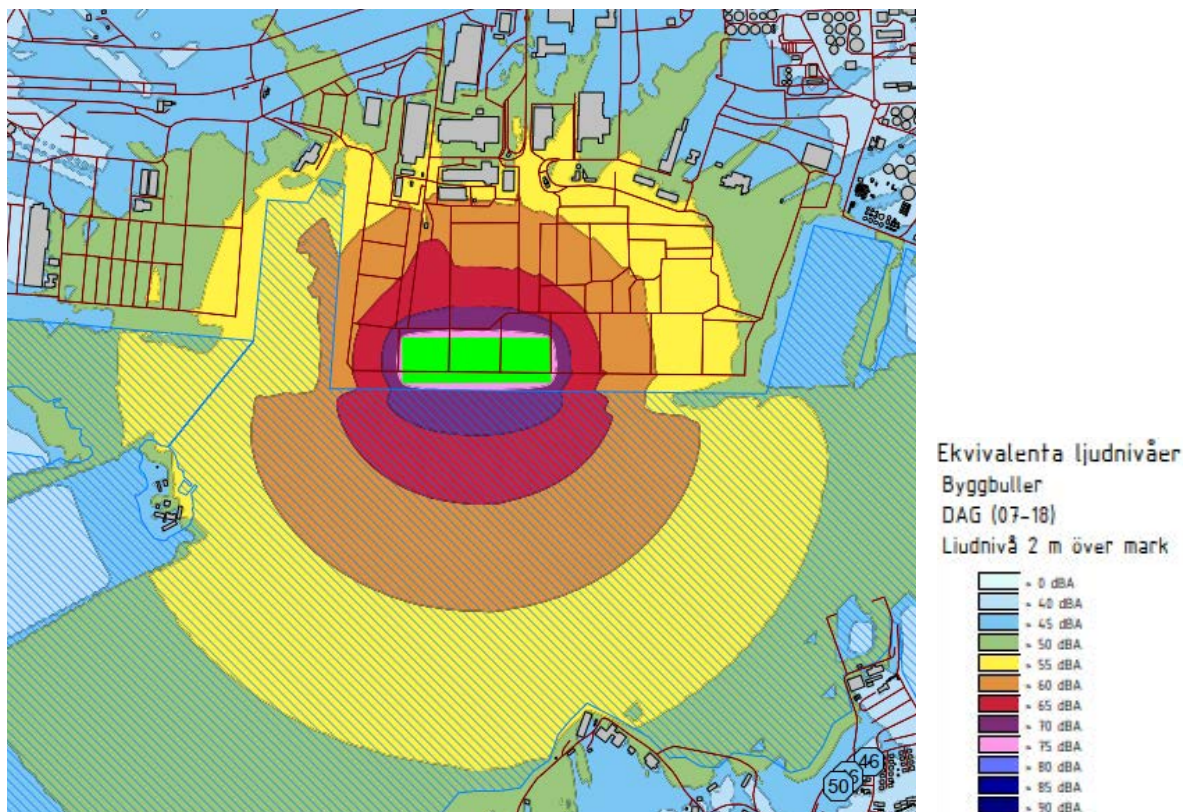 Ekvivalenta ljudnivåer
Byggbuller
DAG (07-18)
Liudnivå 2 m över mark
= 0 dBA
= 40 dBA
= 45 dBA
= 50 dBA
= 55 dBA
= 60 dBA
= 65 dBA
= 70 dBA
= 75 dBA
= 80 dBA
= 85 dBA
= 90 dBA
46
50